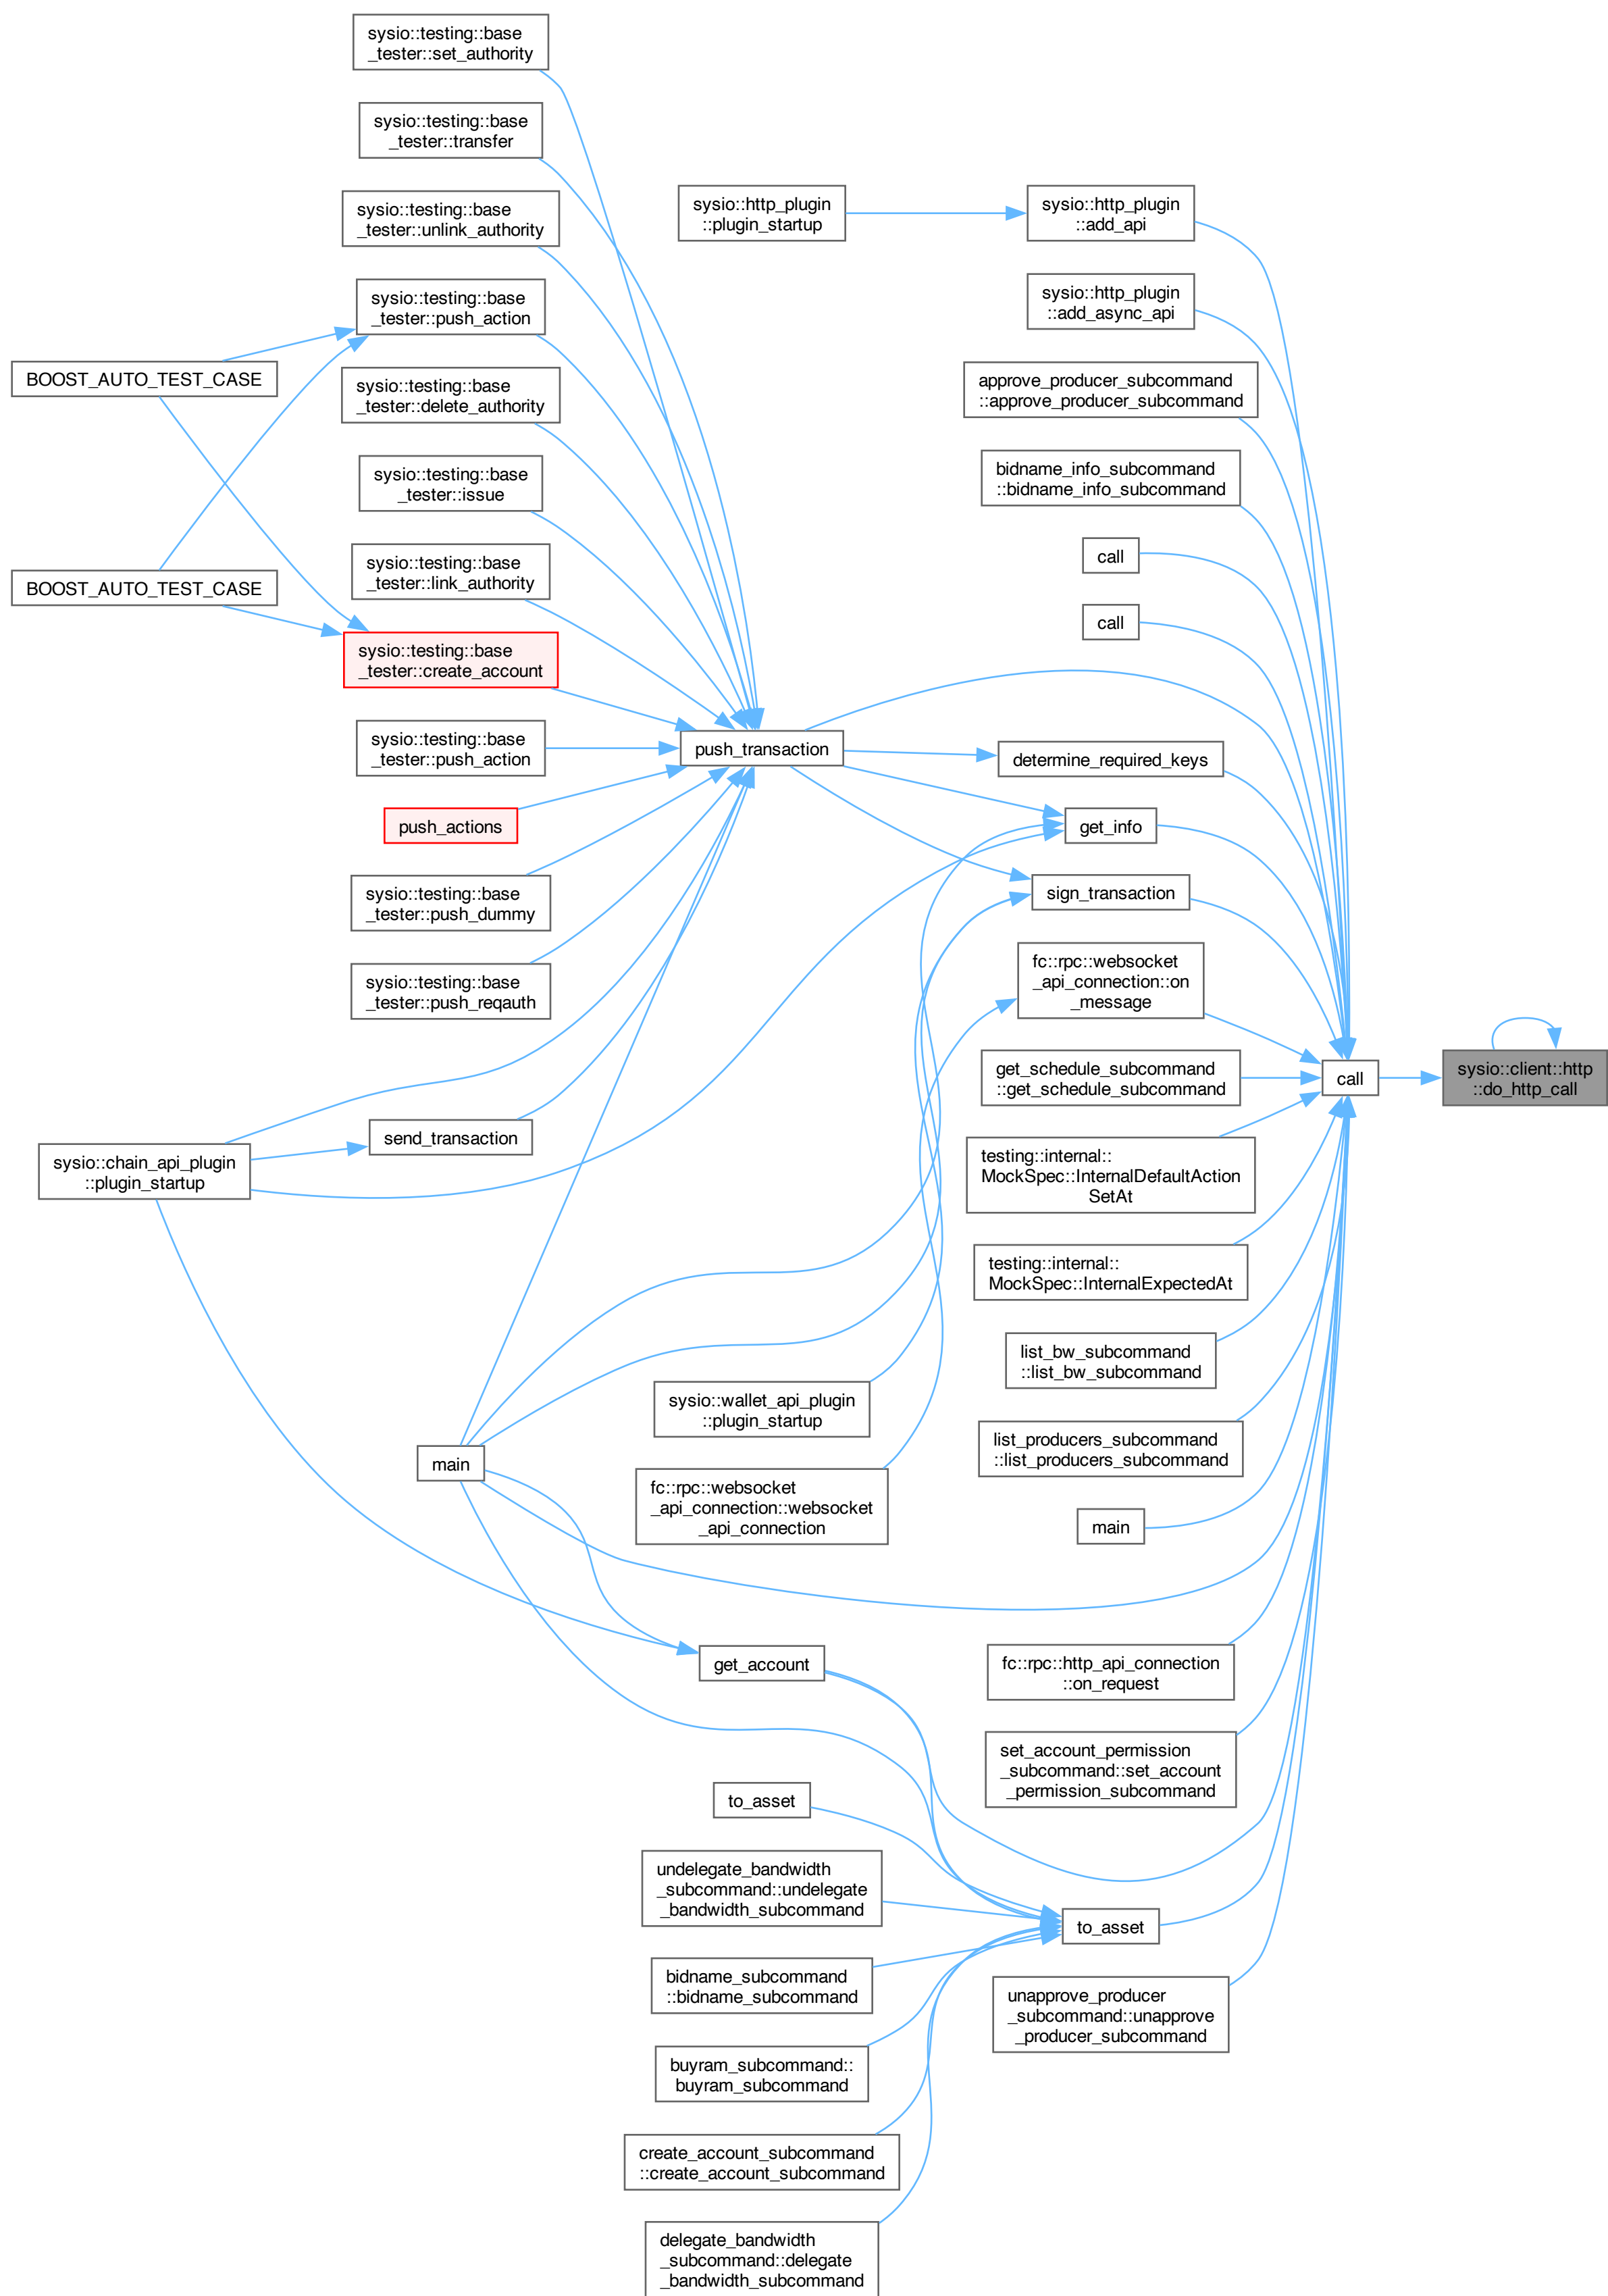 sysio::testing::base
_tester::set_authority
sysio::testing::base
_tester::transfer
sysio::testing::base
_tester::unlink_authority
sysio::http_plugin
::plugin_startup
sysio::http_plugin
::add_api
sysio::testing::base
_tester::push_action
sysio::http_plugin
::add_async_api
BOOST_AUTO_TEST_CASE
sysio::testing::base
_tester::delete_authority
approve_producer_subcommand
::approve_producer_subcommand
sysio::testing::base
_tester::issue
bidname_info_subcommand
::bidname_info_subcommand
call
sysio::testing::base
_tester::link_authority
BOOST_AUTO_TEST_CASE
call
sysio::testing::base
_tester::create_account
sysio::testing::base
_tester::push_action
push_transaction
determine_required_keys
push_actions
get_info
sysio::testing::base
_tester::push_dummy
sign_transaction
sysio::testing::base
_tester::push_reqauth
fc::rpc::websocket
_api_connection::on
_message
get_schedule_subcommand
::get_schedule_subcommand
call
sysio::client::http
::do_http_call
send_transaction
sysio::chain_api_plugin
::plugin_startup
testing::internal::
MockSpec::InternalDefaultAction
SetAt
testing::internal::
MockSpec::InternalExpectedAt
list_bw_subcommand
::list_bw_subcommand
sysio::wallet_api_plugin
::plugin_startup
main
list_producers_subcommand
::list_producers_subcommand
fc::rpc::websocket
_api_connection::websocket
_api_connection
main
get_account
fc::rpc::http_api_connection
::on_request
set_account_permission
_subcommand::set_account
_permission_subcommand
to_asset
undelegate_bandwidth
_subcommand::undelegate
_bandwidth_subcommand
to_asset
bidname_subcommand
::bidname_subcommand
unapprove_producer
_subcommand::unapprove
_producer_subcommand
buyram_subcommand::
buyram_subcommand
create_account_subcommand
::create_account_subcommand
delegate_bandwidth
_subcommand::delegate
_bandwidth_subcommand